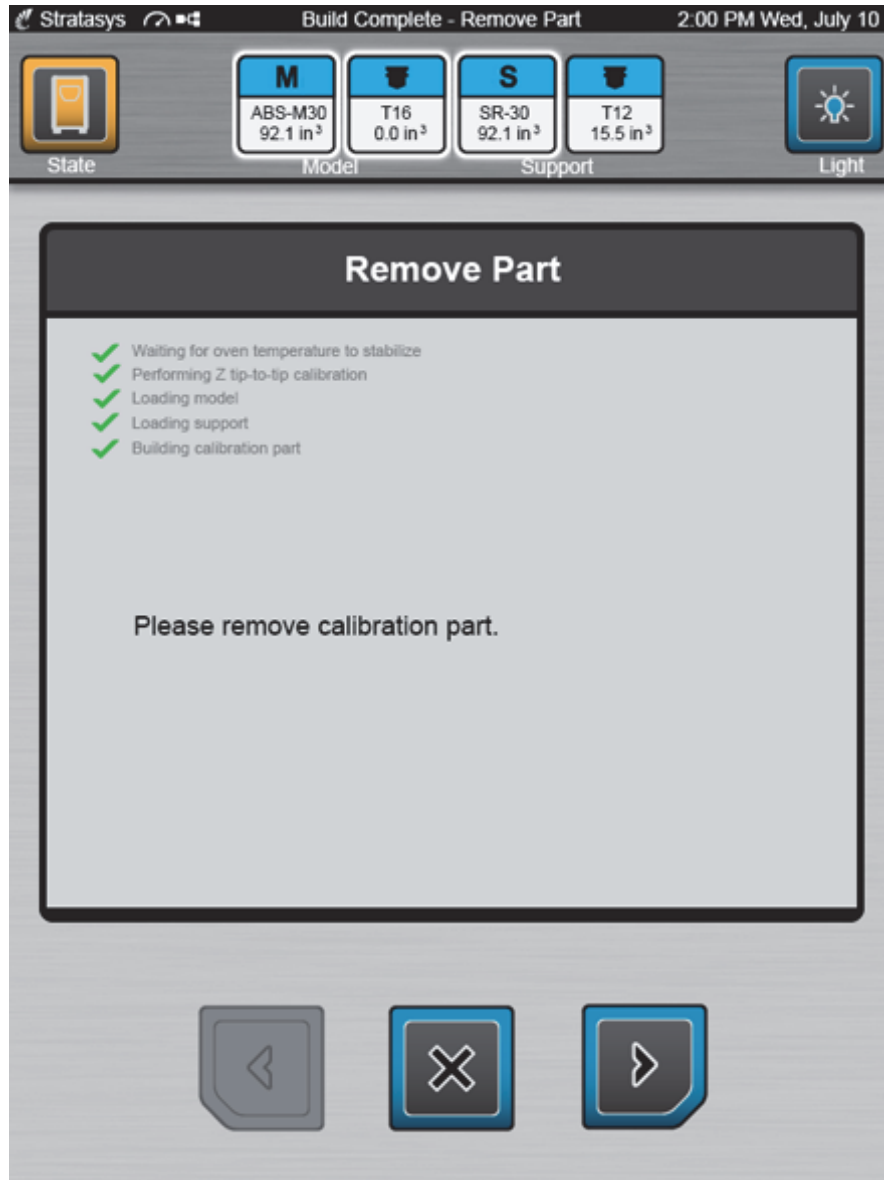 Stratasys Build Complete - Remove Part 2:00 PM Wed, July 10
M S
ABS-M30 T16 SR-30 T12
92.1 in³ 0.0 in³ 92.1 in³ 15.5 in³
State Model Support Light
Remove Part
Waiting for oven temperature to stabilize
Performing Z tip-to-tip calibration
Loading model
Loading support
Building calibration part
Please remove calibration part.